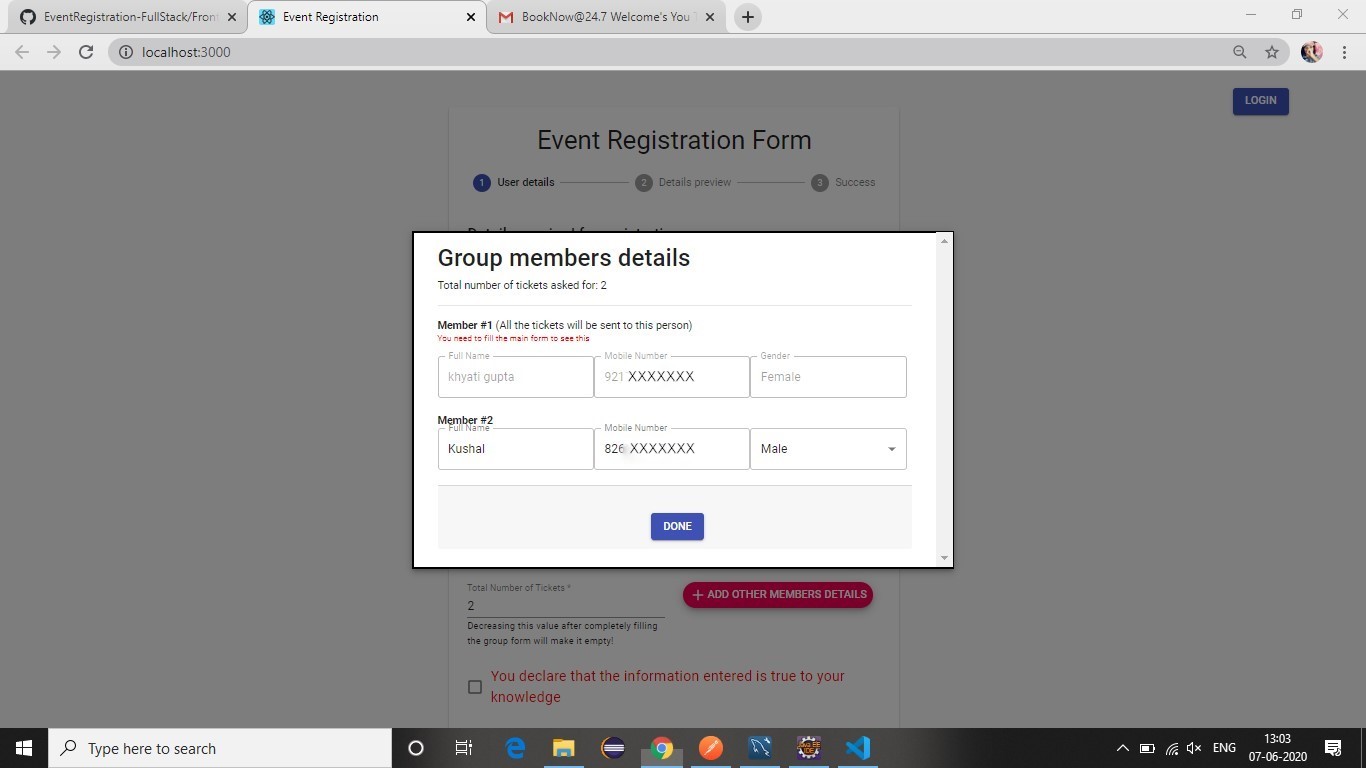 EventRegistration-FullStack/Front
Event Registration
BookNow@24.7 Welcome's You
localhost:3000
LOGIN
Event Registration Form
1 User details 2 Details preview 3 Success
Group members details
Total number of tickets asked for: 2
Member #1 (All the tickets will be sent to this person)
You need to fill the main form to see this
Full Name Mobile Number Gender
khyati gupta 921 XXXXXXX Female
Member #2
Full Name Mobile Number
Kushal 826 XXXXXXX Male
DONE
Total Number of Tickets *
2
+ ADD OTHER MEMBERS DETAILS
Decreasing this value after completely filling
the group form will make it empty!
You declare that the information entered is true to your
knowledge
Type here to search
ENG
13:03
07-06-2020